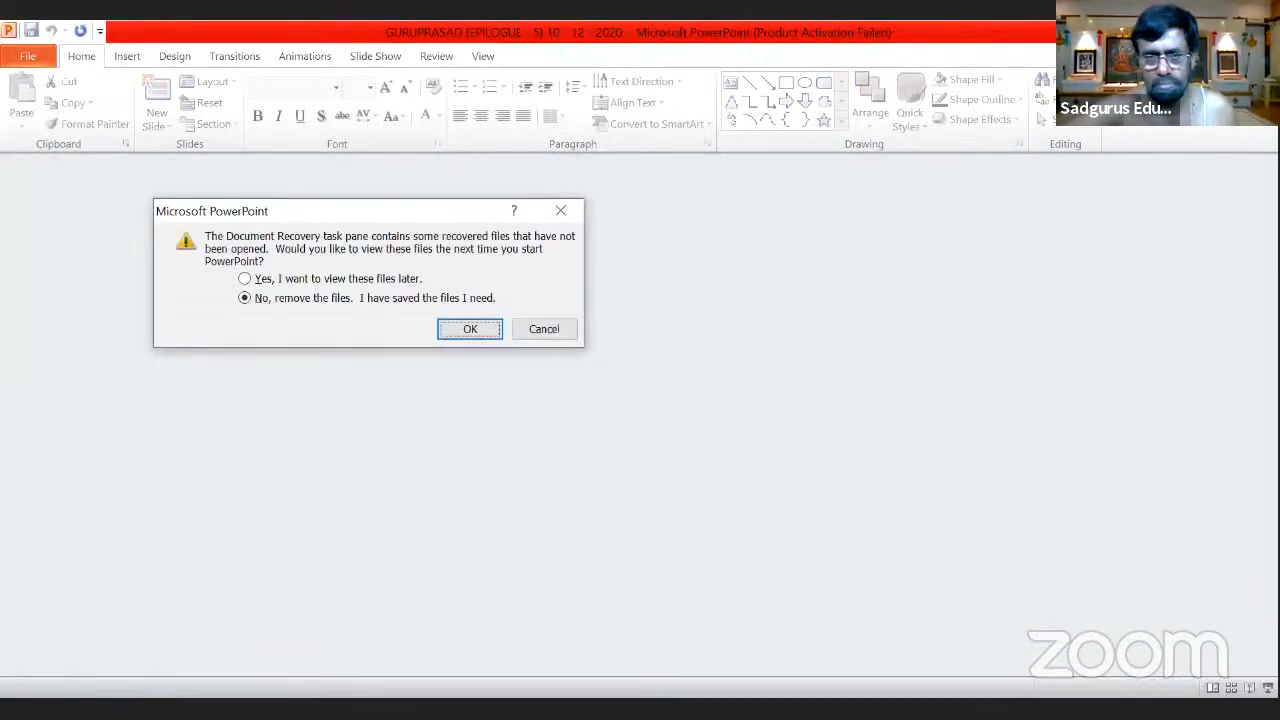 GURUPRASAD (EPILOGUE - 5) 10 - 12 - 2020 - Microsoft PowerPoint (Product Activation Failed)
File Home Insert Design Transitions Animations Slide Show Review View
Paste
Cut
Copy
Format Painter
Clipboard
New Slide
Layout
Reset
Section
Slides
B I U S abc AV Aa A
Font
Text Direction
Align Text
Convert to SmartArt
Paragraph
Arrange
Quick Styles
Shape Fill
Shape Outline
Shape Effects
Drawing
Editing
Sadgurus Edu...
Microsoft PowerPoint
The Document Recovery task pane contains some recovered files that have not
been opened. Would you like to view these files the next time you start
PowerPoint?
Yes, I want to view these files later.
No, remove the files. I have saved the files I need.
OK Cancel
zoom